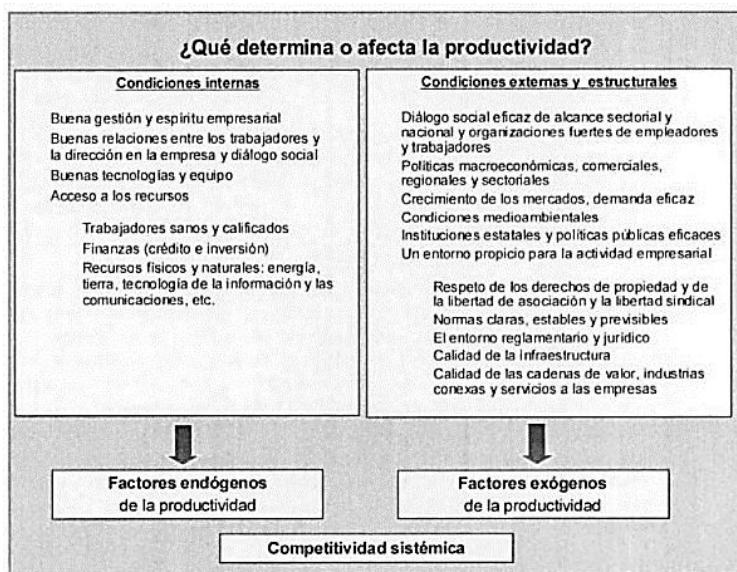 ¿Qué determina o afecta la productividad?
Condiciones internas
Buena gestión y espíritu empresarial
Buenas relaciones entre los trabajadores y
la dirección en la empresa y diálogo social
Buenas tecnologías y equipo
Acceso a los recursos
Trabajadores sanos y calificados
Finanzas (crédito e inversión)
Recursos físicos y naturales: energía,
tierra, tecnología de la información y las
comunicaciones, etc.
Condiciones externas y estructurales
Diálogo social eficaz de alcance sectorial y
nacional y organizaciones fuertes de empleadores
y trabajadores
Políticas macroeconómicas, comerciales,
regionales y sectoriales
Crecimiento de los mercados, demanda eficaz
Condiciones medioambientales
Instituciones estatales y políticas públicas eficaces
Un entorno propicio para la actividad empresarial
Respeto de los derechos de propiedad y de
la libertad de asociación y la libertad sindical
Normas claras, estables y previsibles
El entorno reglamentario y jurídico
Calidad de la infraestructura
Calidad de las cadenas de valor, industrias
conexas y servicios a las empresas
Factores endógenos
de la productividad
Factores exógenos
de la productividad
Competitividad sistémica